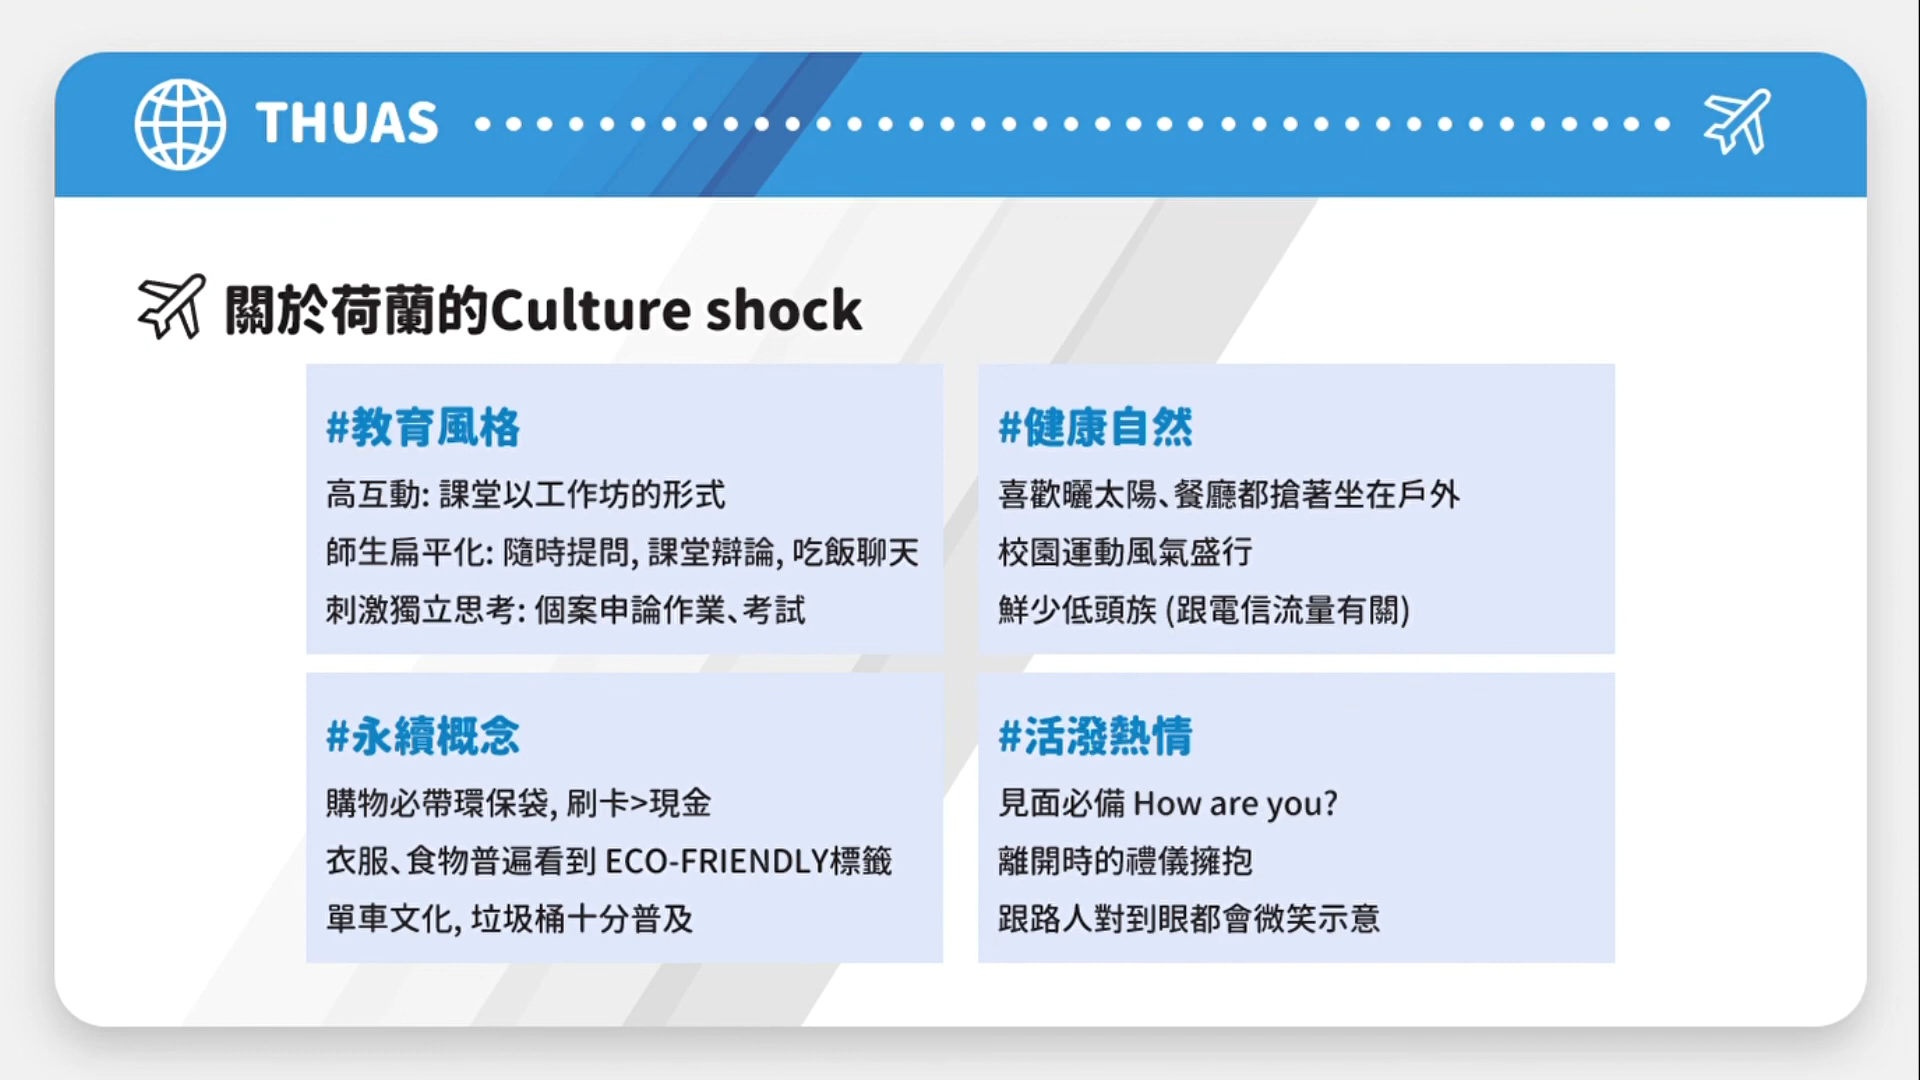 THUAS
關於荷蘭的Culture shock
#教育風格
高互動: 課堂以工作坊的形式
師生扁平化: 隨時提問, 課堂辯論, 吃飯聊天
刺激獨立思考: 個案申論作業、考試
#健康自然
喜歡曬太陽、餐廳都搶著坐在戶外
校園運動風氣盛行
鮮少低頭族 (跟電信流量有關)
#永續概念
購物必帶環保袋, 刷卡>現金
衣服、食物普遍看到 ECO-FRIENDLY標籤
單車文化, 垃圾桶十分普及
#活潑熱情
見面必備 How are you?
離開時的禮儀擁抱
跟路人對到眼都會微笑示意